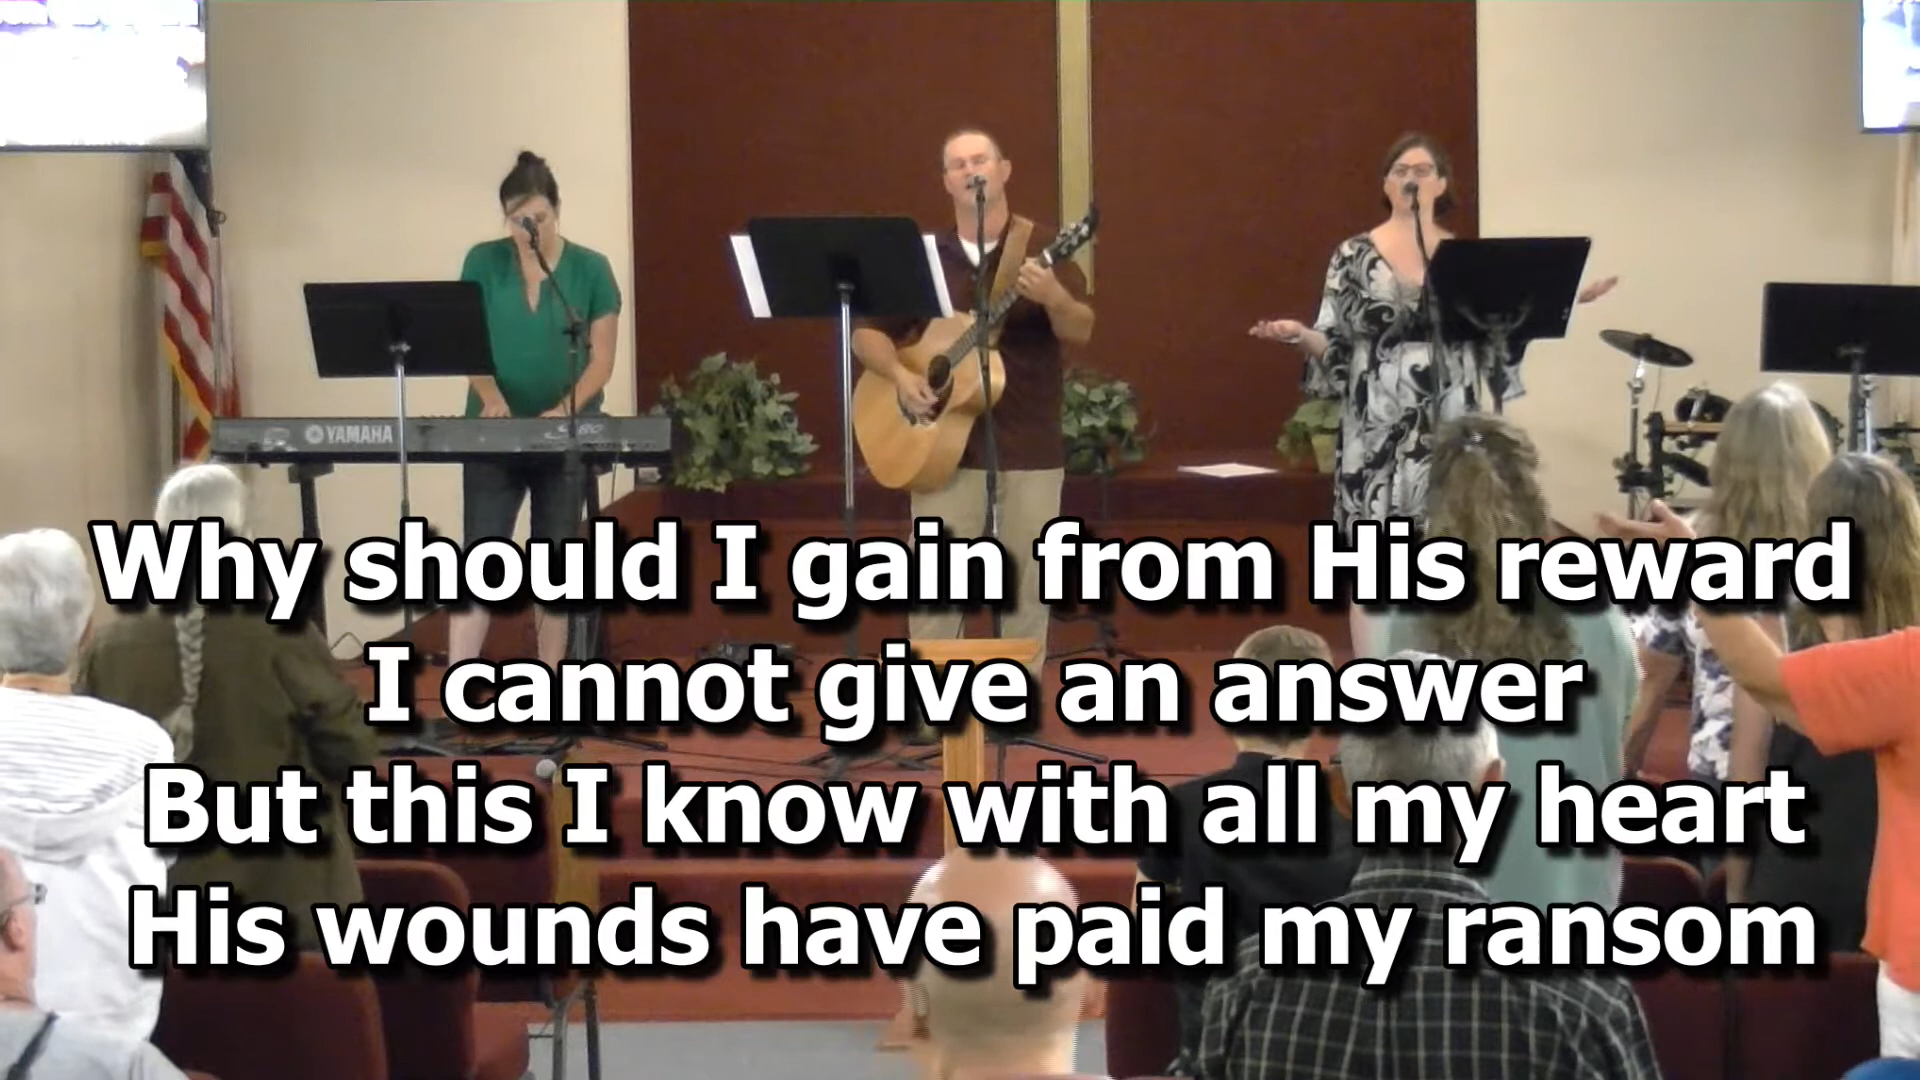 YAMAHA
S80
Why should I gain from His reward
I cannot give an answer
But this I know with all my heart
His wounds have paid my ransom